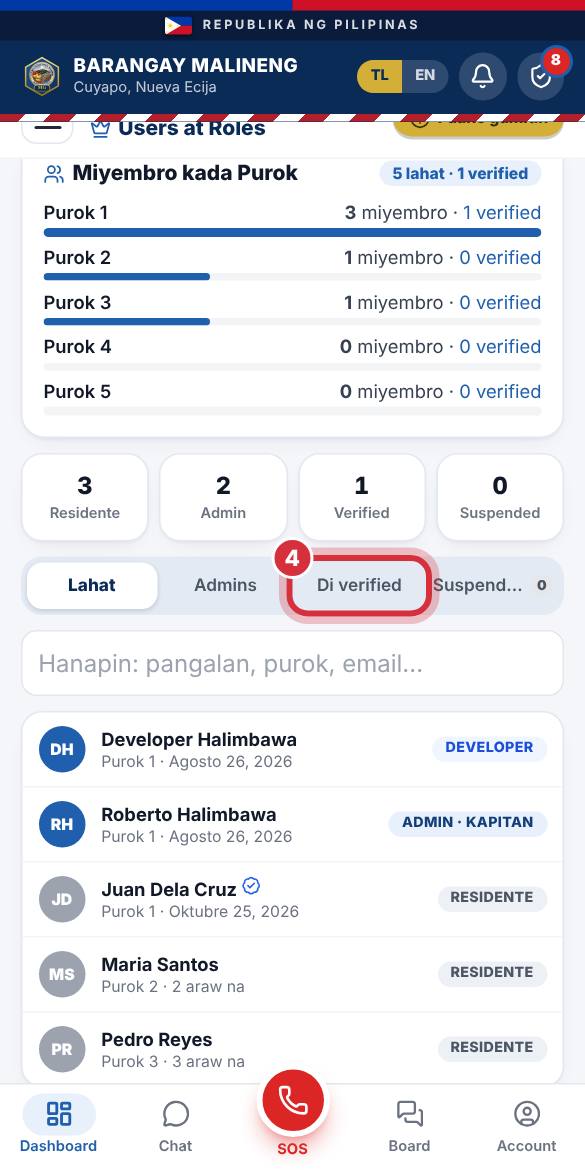 REPUBLIKA NG PILIPINAS
BARANGAY MALINENG
Cuyapo, Nueva Ecija
TL
EN
8
Users at Roles
Miyembro kada Purok
5 lahat · 1 verified
Purok 1
3 miyembro · 1 verified
Purok 2
1 miyembro · 0 verified
Purok 3
1 miyembro · 0 verified
Purok 4
0 miyembro · 0 verified
Purok 5
0 miyembro · 0 verified
3
Residente
2
Admin
1
Verified
0
Suspended
4
Lahat
Admins
Di verified
Suspend... 0
Hanapin: pangalan, purok, email...
DH
Developer Halimbawa
Purok 1 · Agosto 26, 2026
DEVELOPER
RH
Roberto Halimbawa
Purok 1 · Agosto 26, 2026
ADMIN · KAPITAN
JD
Juan Dela Cruz
Purok 1 · Oktubre 25, 2026
RESIDENTE
MS
Maria Santos
Purok 2 · 2 araw na
RESIDENTE
PR
Pedro Reyes
Purok 3 · 3 araw na
RESIDENTE
Dashboard
Chat
SOS
Board
Account